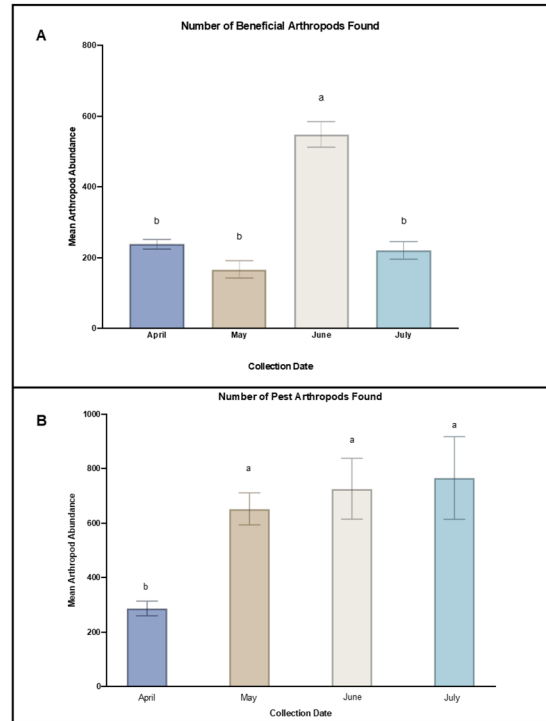 Number of Beneficial Arthropods Found
A
800
a
600
Mean Arthropod Abundance
400
b
b
b
200
0
April May June July
Collection Date
Number of Pest Arthropods Found
B
1000
a
a
a
800
600
Mean Arthropod Abundance
400
b
200
0
April May June July
Collection Date